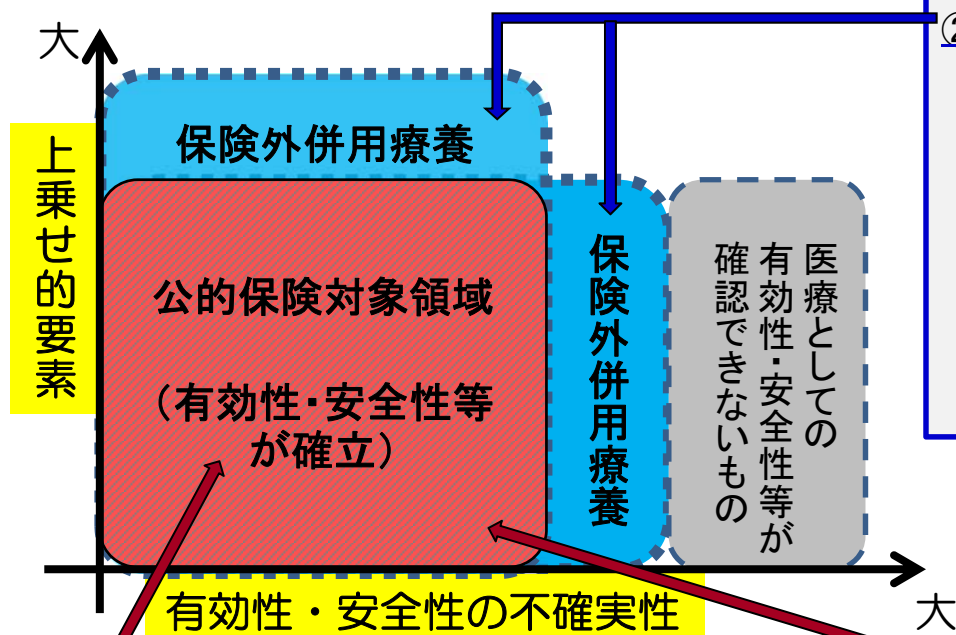 大
②
上乗せ的要素
保険外併用療養
公的保険対象領域
（有効性・安全性等
が確立）
保険外併用療養
医療としての
有効性・安全性等が
確認できないもの
有効性・安全性の不確実性
大